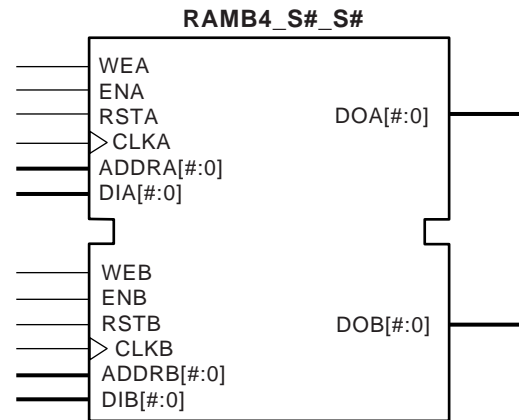 RAMB4_S#_S#
WEA
ENA
RSTA
DOA[#:0]
CLKA
ADDRA[#:0]
DIA[#:0]
WEB
ENB
RSTB
DOB[#:0]
CLKB
ADDRB[#:0]
DIB[#:0]